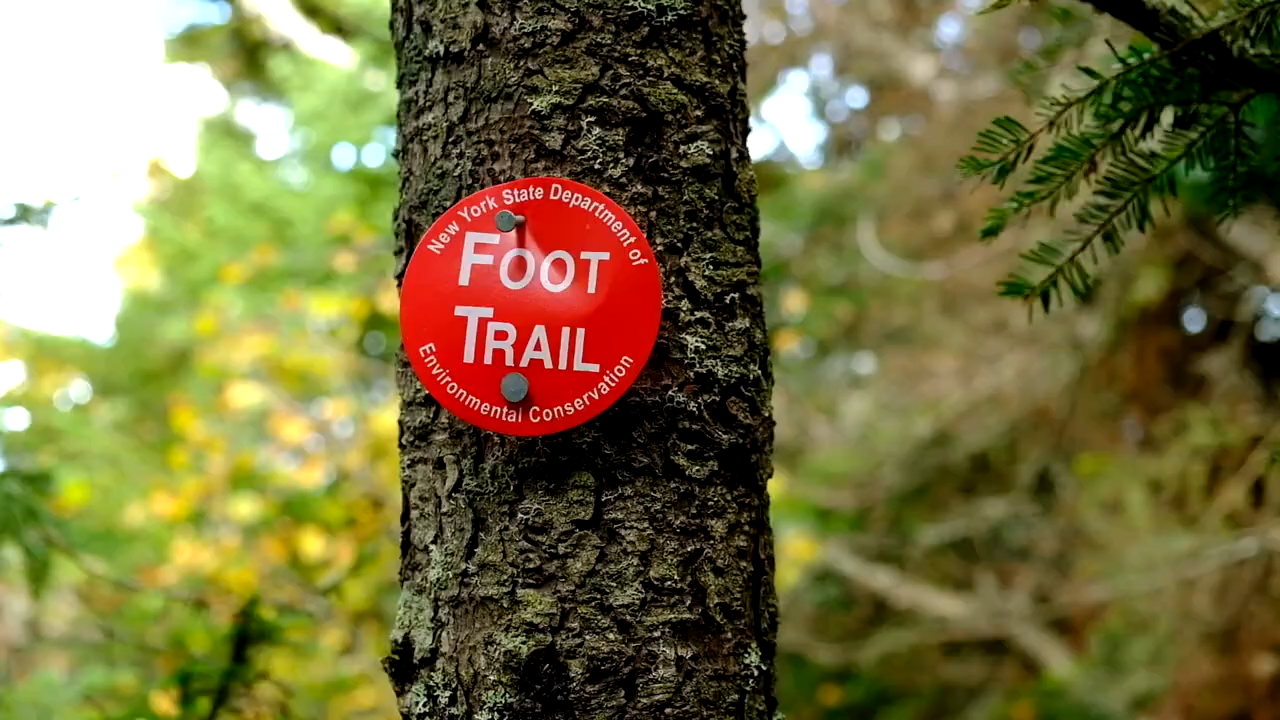 New York State Department of
FOOT
TRAIL
Environmental Conservation